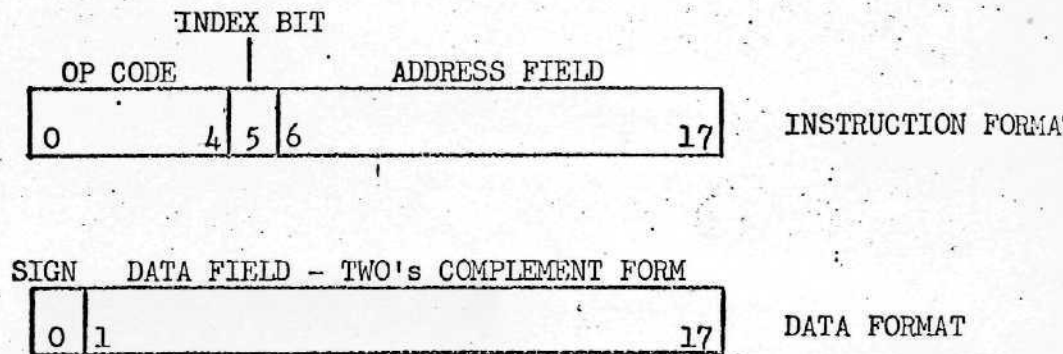 INDEX BIT
OP CODE ADDRESS FIELD
0 4 5 6 17 INSTRUCTION FORMAT
SIGN DATA FIELD - TWO's COMPLEMENT FORM
0 1 17 DATA FORMAT